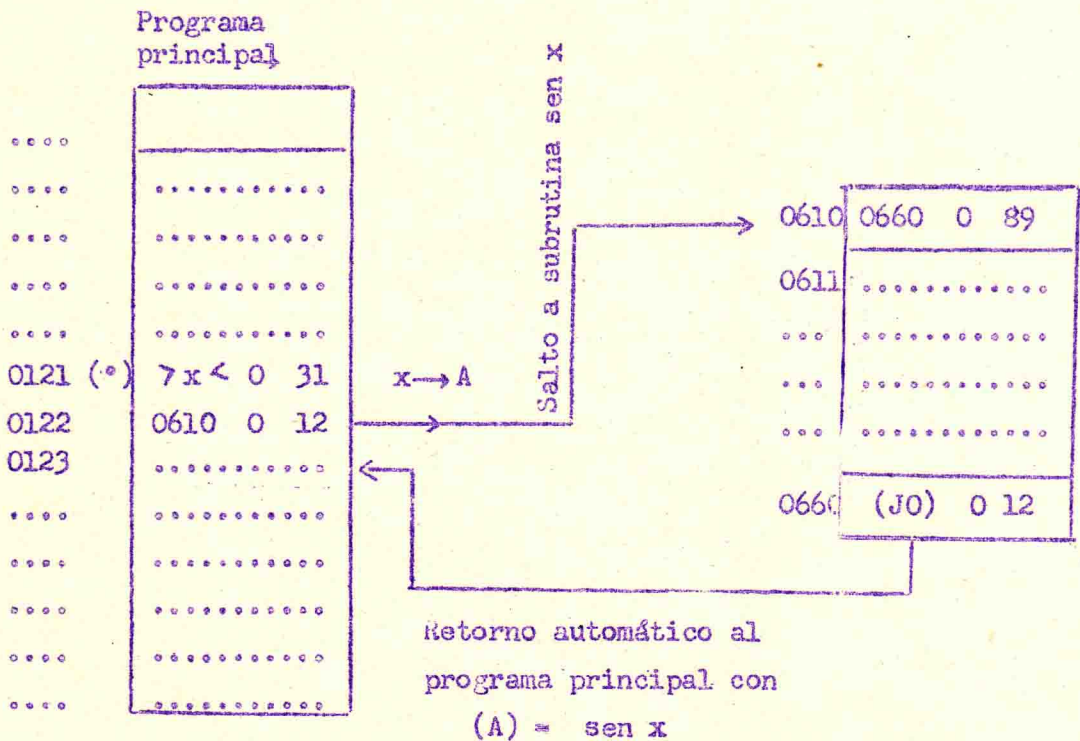 Programa
principal
....
....
...........
....
...........
....
...........
....
...........
0121 (°) >x< 0 31
x→A
0122 0610 0 12
0123 ...........
....
...........
....
...........
....
...........
....
...........
....
...........
Salto a subrutina sen x
0610 0660 0 89
0611 ...........
... ...........
... ...........
... ...........
0660 (J0) 0 12
Retorno automático al
programa principal con
(A) = sen x